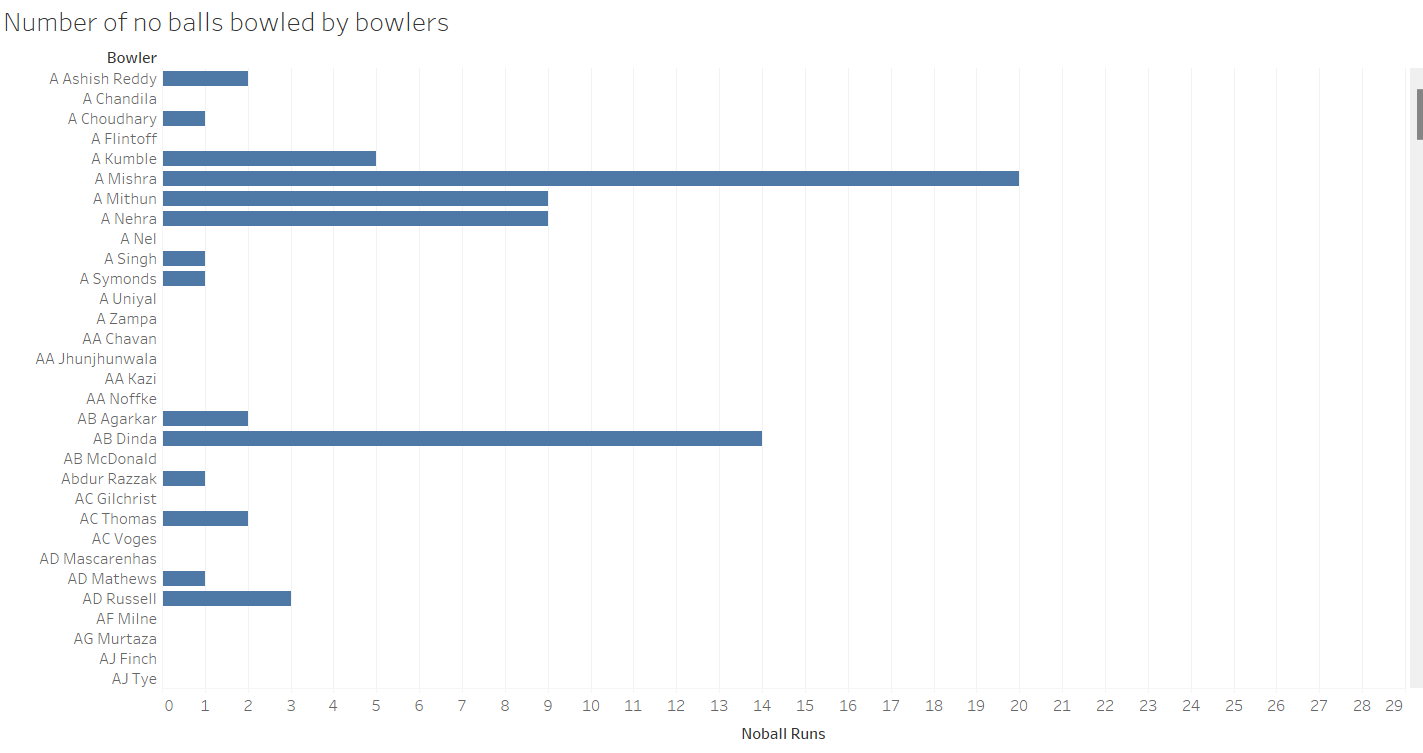 Number of no balls bowled by bowlers
Bowler
A Ashish Reddy
A Chandila
A Choudhary
A Flintoff
A Kumble
A Mishra
A Mithun
A Nehra
A Nel
A Singh
A Symonds
A Uniyal
A Zampa
AA Chavan
AA Jhunjhunwala
AA Kazi
AA Noffke
AB Agarkar
AB Dinda
AB McDonald
Abdur Razzak
AC Gilchrist
AC Thomas
AC Voges
AD Mascarenhas
AD Mathews
AD Russell
AF Milne
AG Murtaza
AJ Finch
AJ Tye
0 1 2 3 4 5 6 7 8 9 10 11 12 13 14 15 16 17 18 19 20 21 22 23 24 25 26 27 28 29
Noball Runs